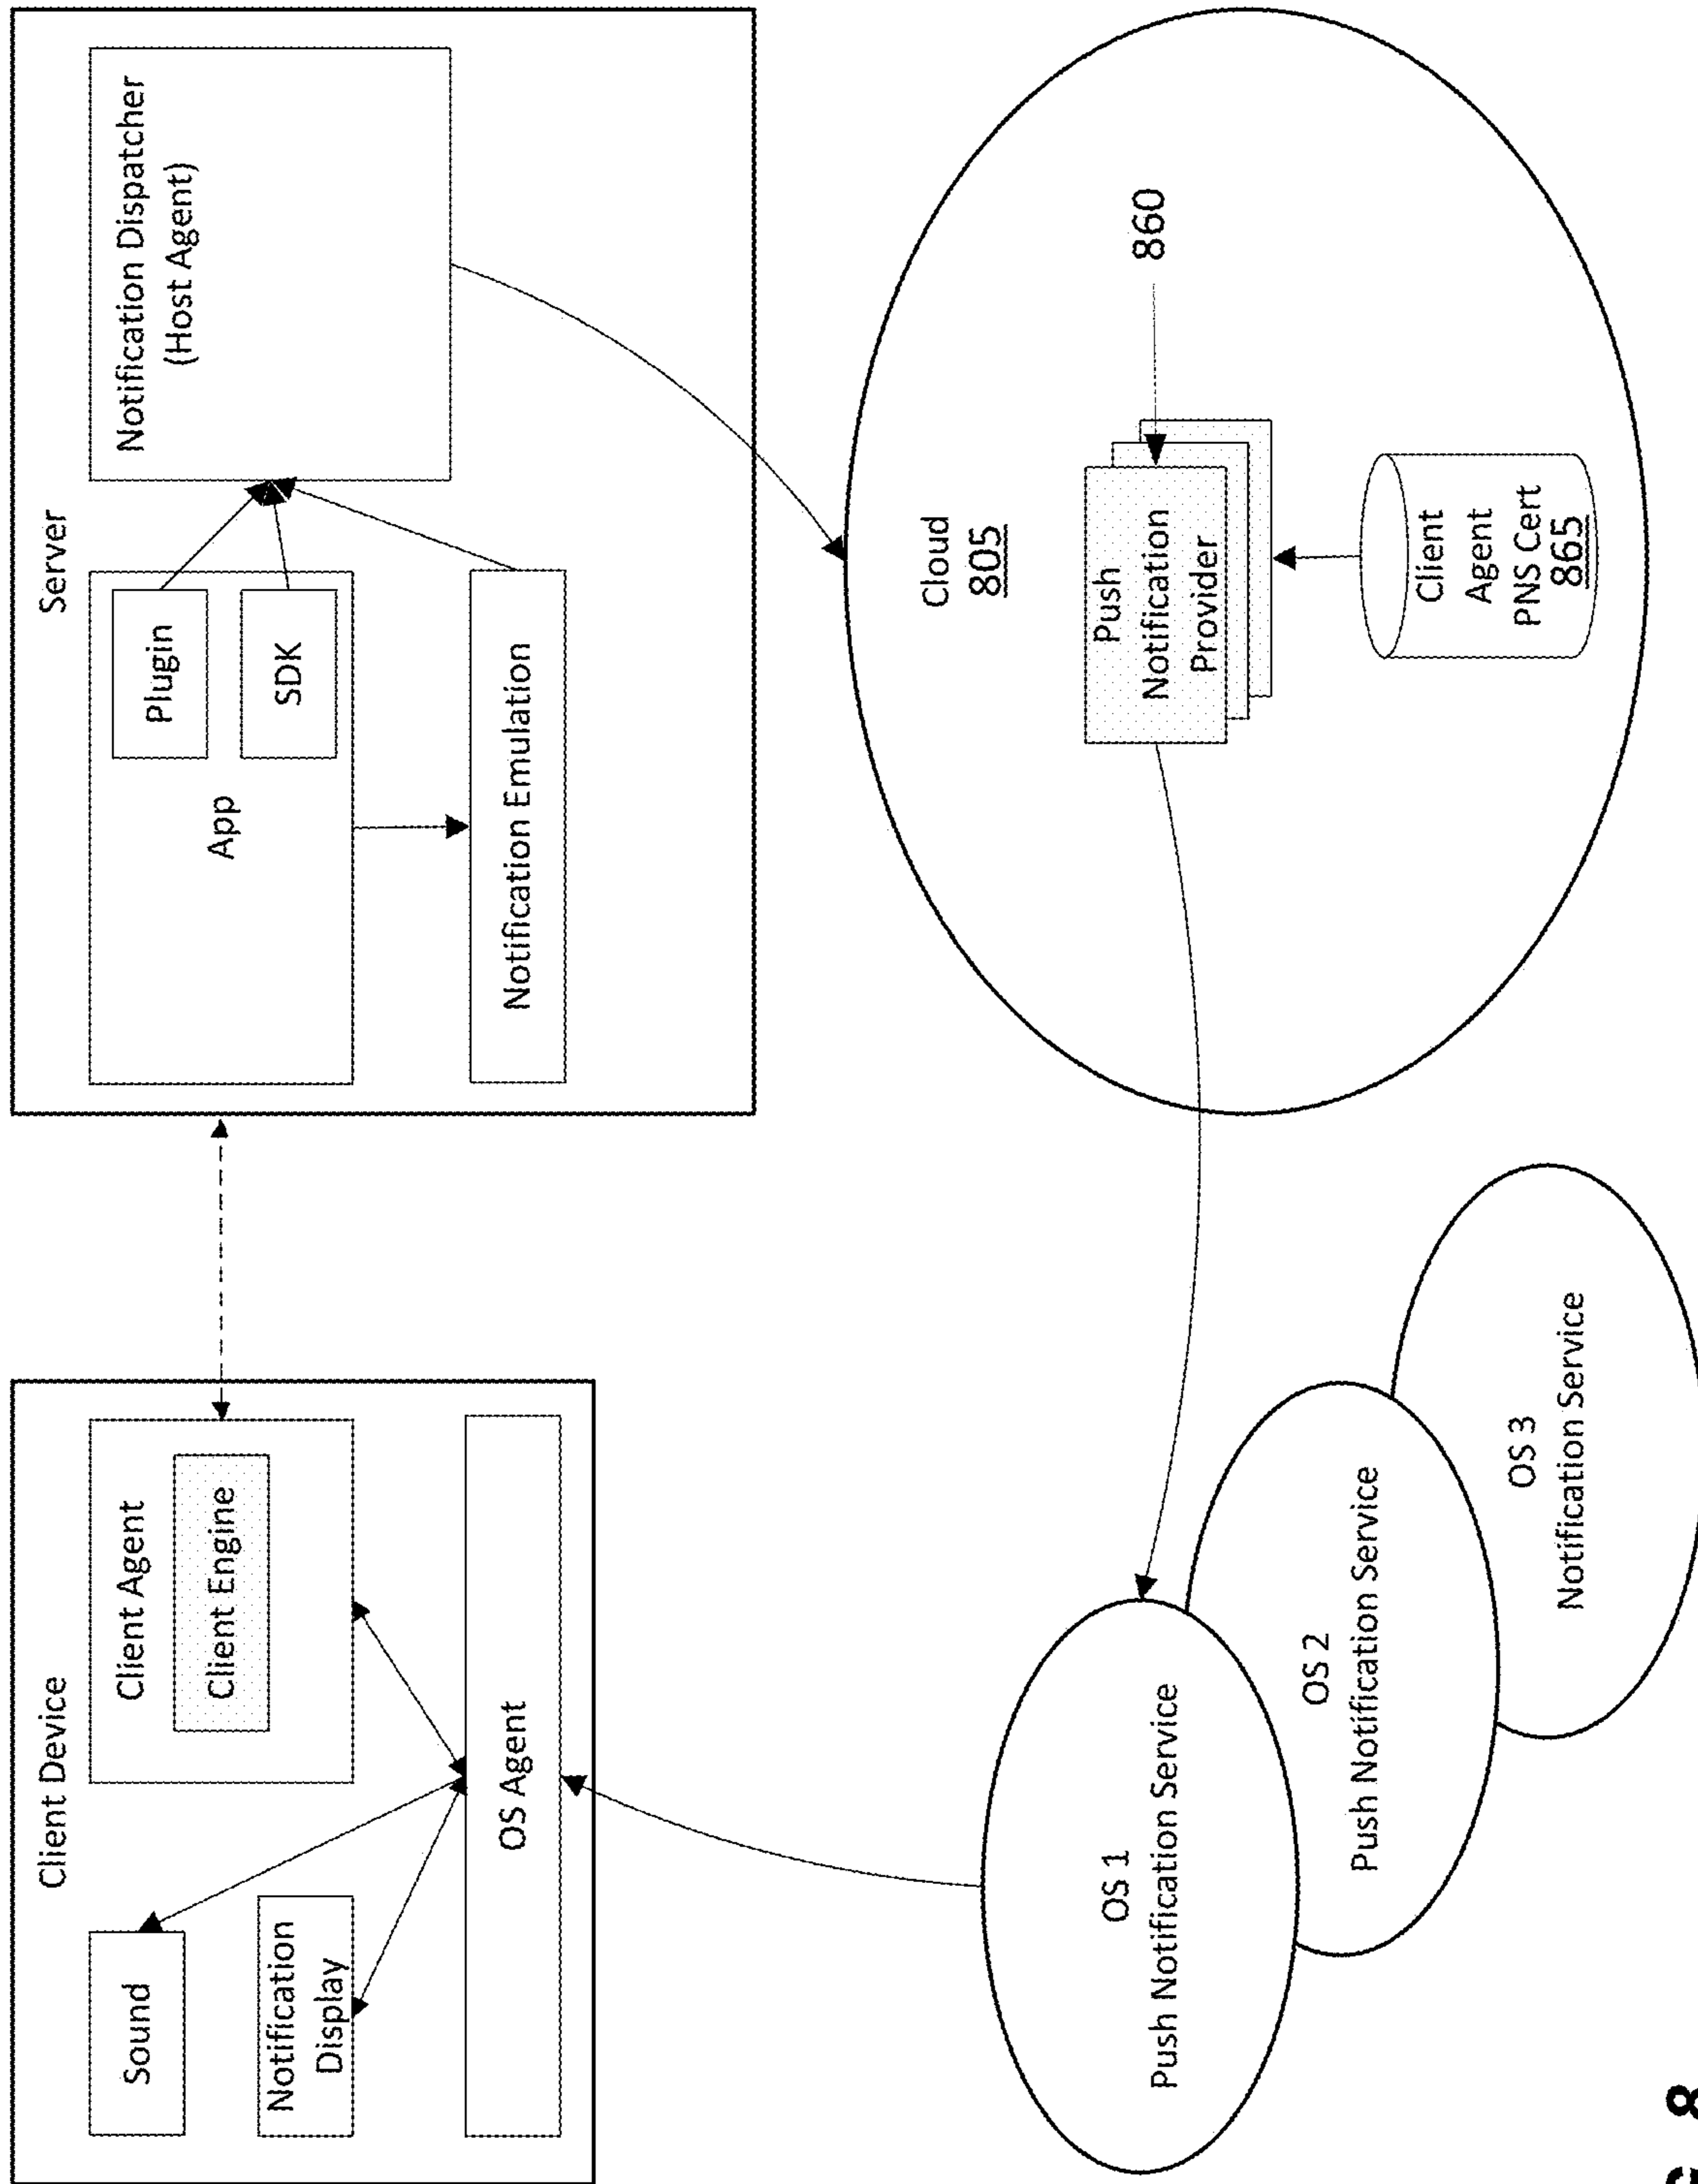 Client Device
Sound
Notification
Display
Client Agent
Client Engine
OS Agent
Server
App
Plugin
SDK
Notification Emulation
Notification Dispatcher
(Host Agent)
OS 1
Push Notification Service
OS 2
Push Notification Service
OS 3
Notification Service
Cloud
805
Push
Notification
Provider
860
Client
Agent
PNS Cert
865
8